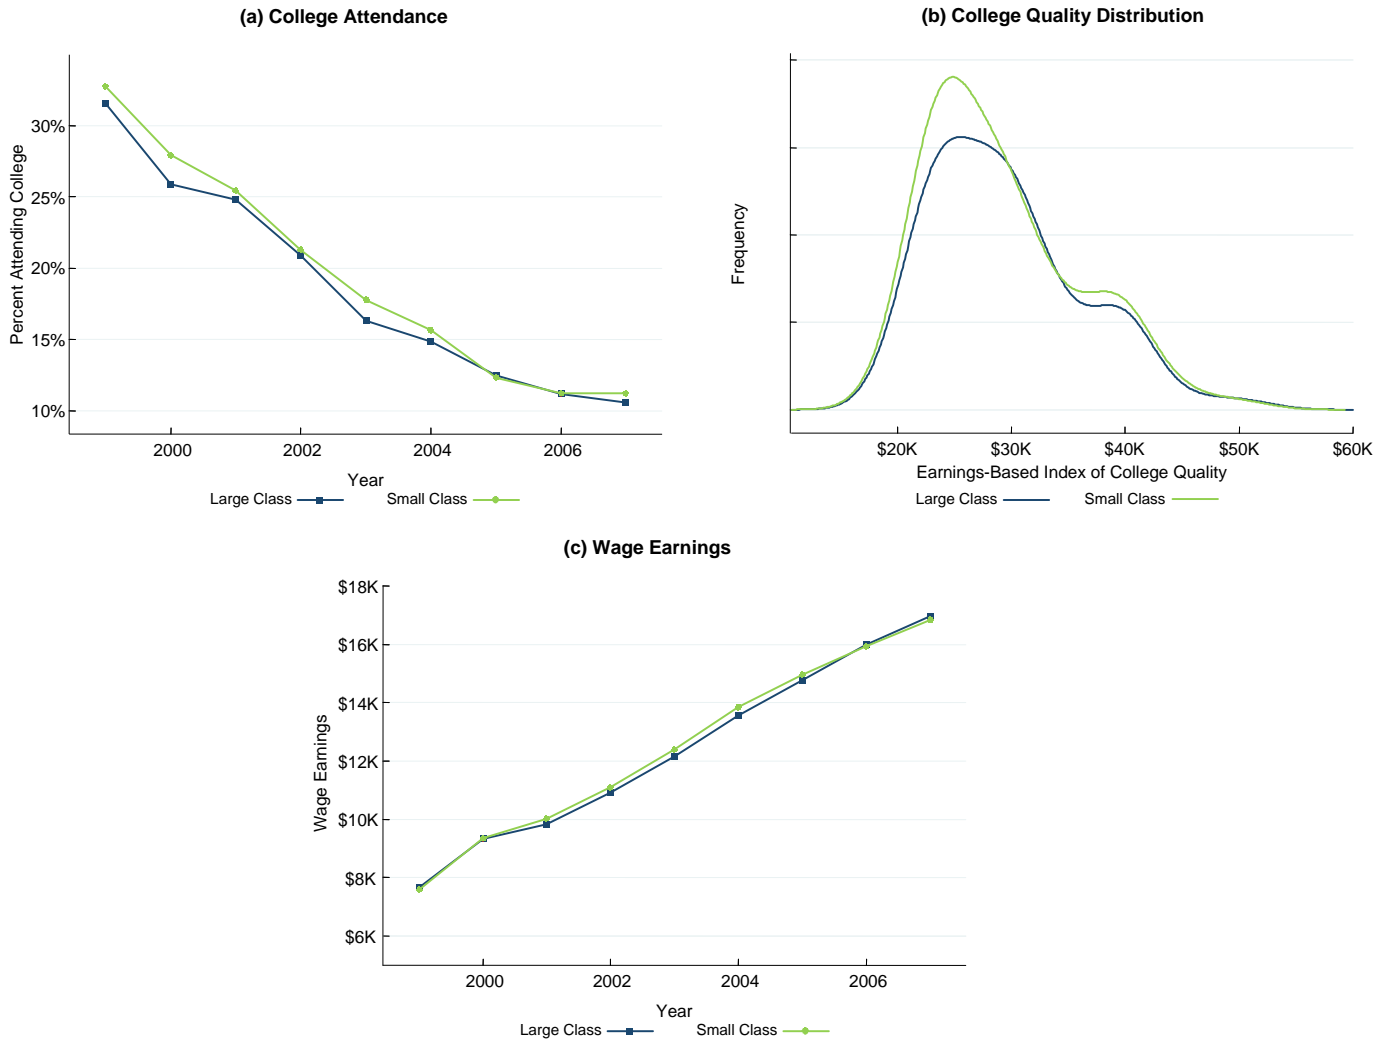 (a) College Attendance
Percent Attending College
30%
25%
20%
15%
10%
2000 2002 2004 2006
Year
Large Class Small Class
(b) College Quality Distribution
Frequency
$20K $30K $40K $50K $60K
Earnings-Based Index of College Quality
Large Class Small Class
(c) Wage Earnings
Wage Earnings
$18K
$16K
$14K
$12K
$10K
$8K
$6K
2000 2002 2004 2006
Year
Large Class Small Class